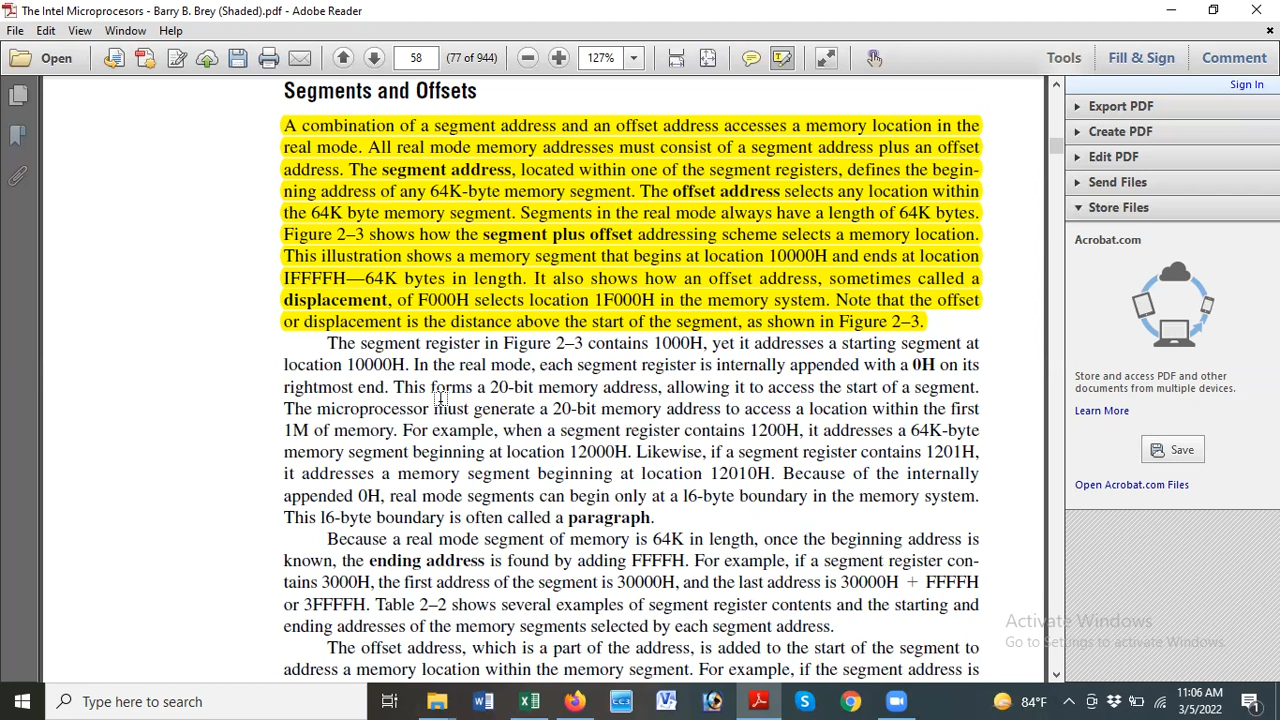 The Intel Microprocesors - Barry B. Brey (Shaded).pdf - Adobe Reader
File Edit View Window Help
Open 58 (77 of 944) 127% Tools Fill & Sign Comment
Sign In
Segments and Offsets
A combination of a segment address and an offset address accesses a memory location in the
real mode. All real mode memory addresses must consist of a segment address plus an offset
address. The segment address, located within one of the segment registers, defines the begin-
ning address of any 64K-byte memory segment. The offset address selects any location within
the 64K byte memory segment. Segments in the real mode always have a length of 64K bytes.
Figure 2–3 shows how the segment plus offset addressing scheme selects a memory location.
This illustration shows a memory segment that begins at location 10000H and ends at location
IFFFFH—64K bytes in length. It also shows how an offset address, sometimes called a
displacement, of F000H selects location 1F000H in the memory system. Note that the offset
or displacement is the distance above the start of the segment, as shown in Figure 2–3.
The segment register in Figure 2–3 contains 1000H, yet it addresses a starting segment at
location 10000H. In the real mode, each segment register is internally appended with a 0H on its
rightmost end. This forms a 20-bit memory address, allowing it to access the start of a segment.
The microprocessor must generate a 20-bit memory address to access a location within the first
1M of memory. For example, when a segment register contains 1200H, it addresses a 64K-byte
memory segment beginning at location 12000H. Likewise, if a segment register contains 1201H,
it addresses a memory segment beginning at location 12010H. Because of the internally
appended 0H, real mode segments can begin only at a l6-byte boundary in the memory system.
This l6-byte boundary is often called a paragraph.
Because a real mode segment of memory is 64K in length, once the beginning address is
known, the ending address is found by adding FFFFH. For example, if a segment register con-
tains 3000H, the first address of the segment is 30000H, and the last address is 30000H + FFFFH
or 3FFFFH. Table 2–2 shows several examples of segment register contents and the starting and
ending addresses of the memory segments selected by each segment address.
The offset address, which is a part of the address, is added to the start of the segment to
address a memory location within the memory segment. For example, if the segment address is
Export PDF
Create PDF
Edit PDF
Send Files
Store Files
Acrobat.com
Store and access PDF and other
documents from multiple devices.
Learn More
Save
Open Acrobat.com Files
Activate Windows
Go to Settings to activate Windows.
Type here to search
CC3
84°F
11:06 AM
3/5/2022
1